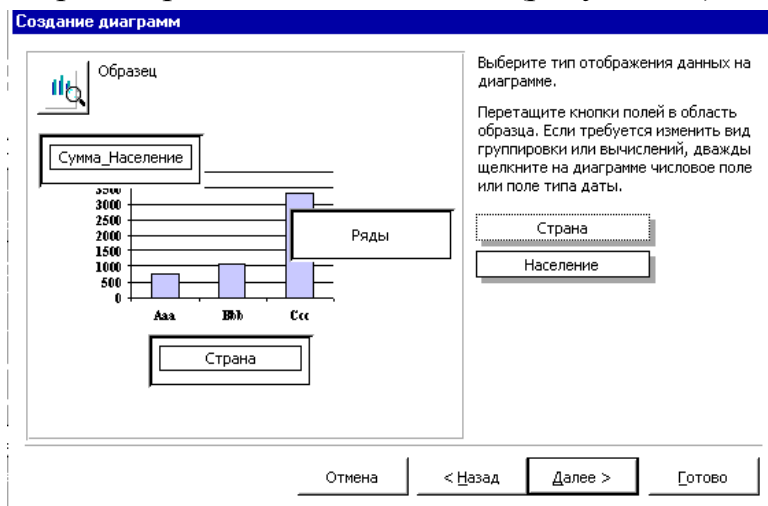 Создание диаграмм
Образец
Сумма_Население
3500
3000
2500
2000
1500
1000
500
0
Aaa
Bbb
Ccc
Ряды
Страна
Выберите тип отображения данных на
диаграмме.
Перетащите кнопки полей в область
образца. Если требуется изменить вид
группировки или вычислений, дважды
щелкните на диаграмме числовое поле
или поле типа даты.
Страна
Население
Отмена
< Назад
Далее >
Готово